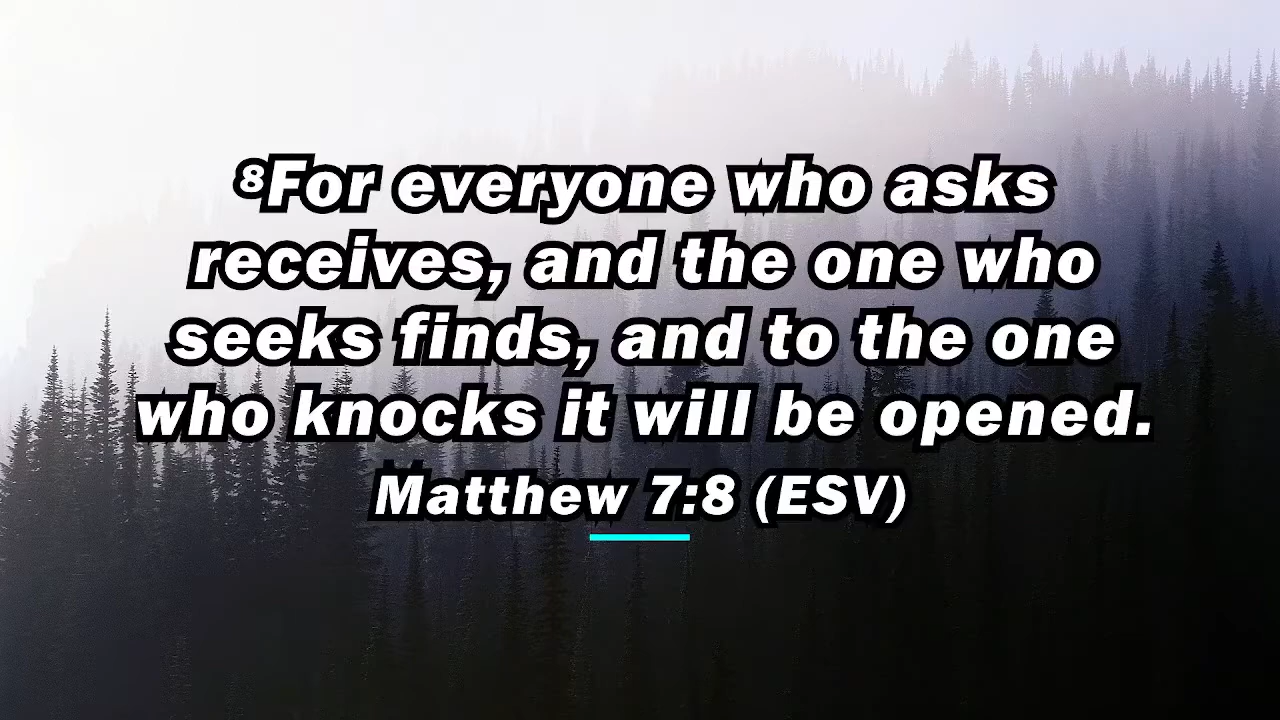 ⁸For everyone who asks
receives, and the one who
seeks finds, and to the one
who knocks it will be opened.
Matthew 7:8 (ESV)